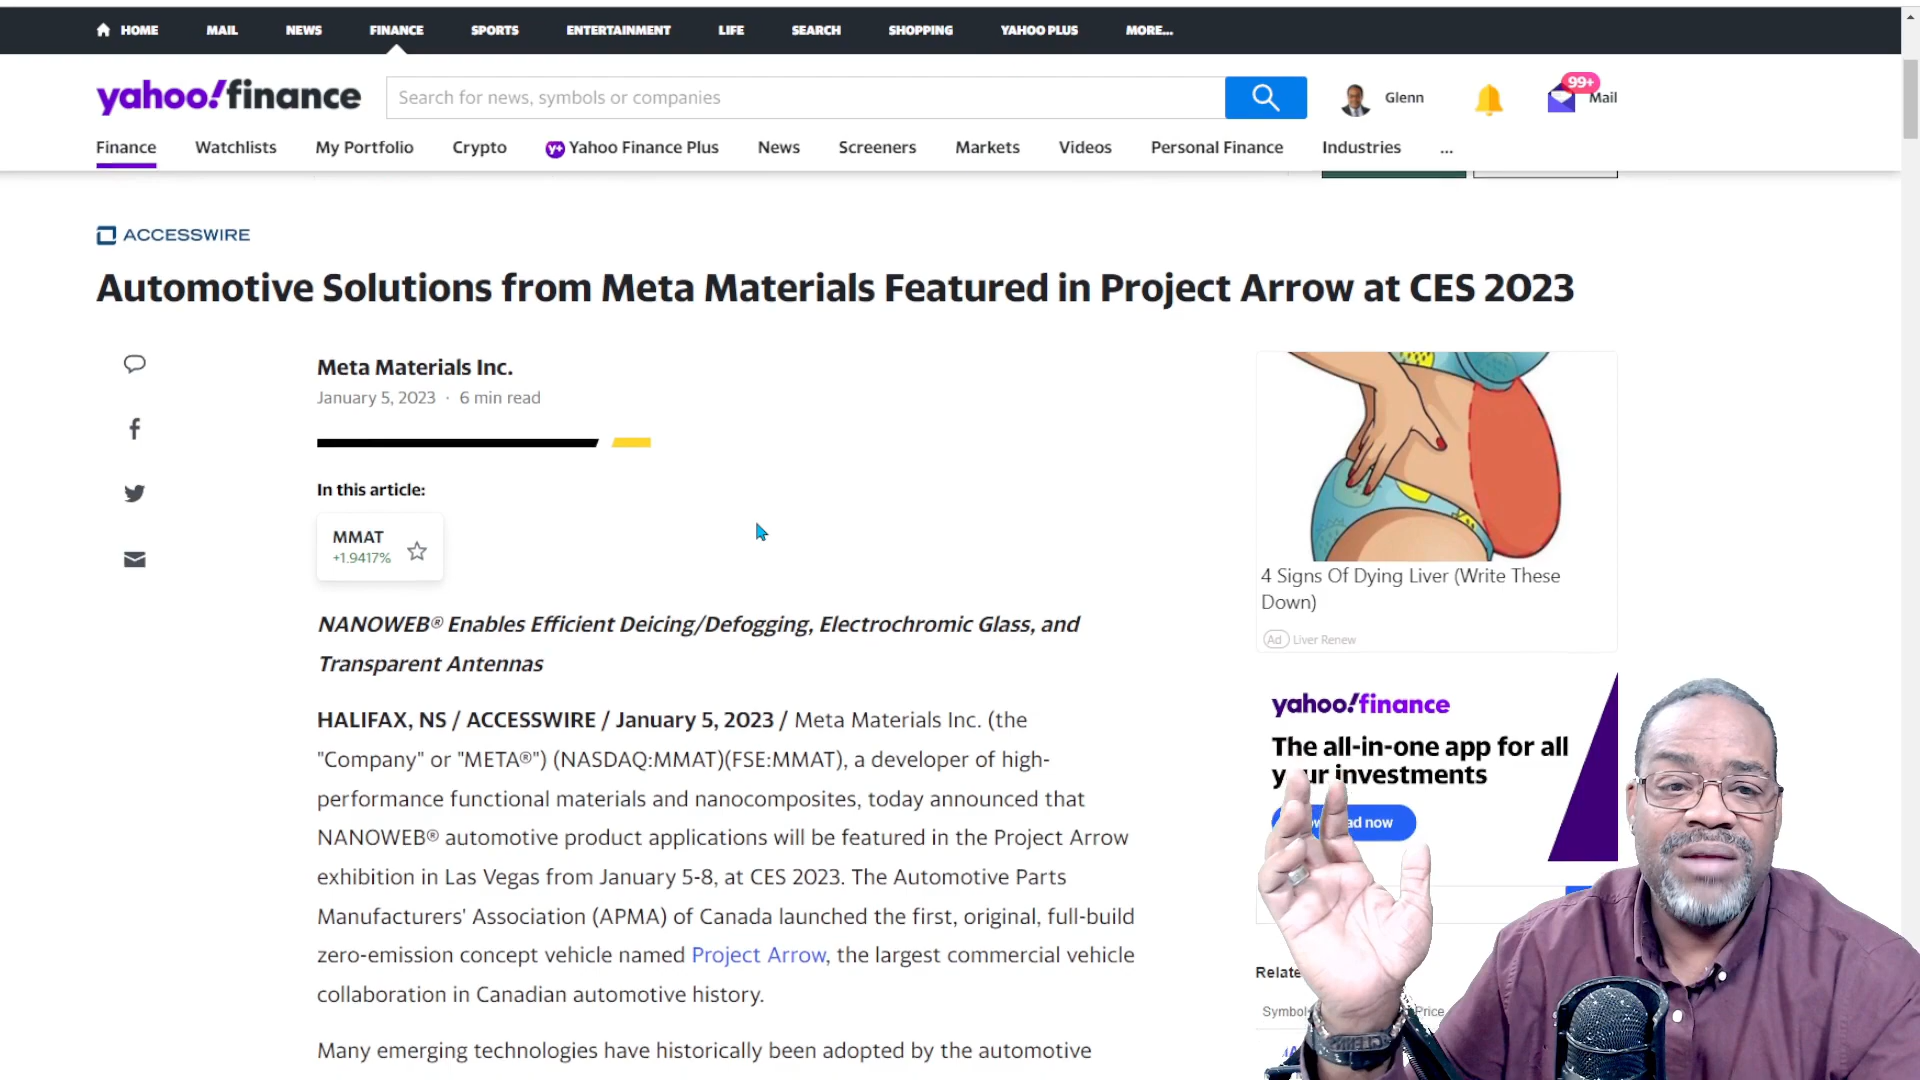 HOME MAIL NEWS FINANCE SPORTS ENTERTAINMENT LIFE SEARCH SHOPPING YAHOO PLUS MORE...
yahoo!finance
Search for news, symbols or companies
Glenn
99+
Mail
Finance Watchlists My Portfolio Crypto Y+ Yahoo Finance Plus News Screeners Markets Videos Personal Finance Industries ...
ACCESSWIRE
Automotive Solutions from Meta Materials Featured in Project Arrow at CES 2023
Meta Materials Inc.
January 5, 2023 · 6 min read
In this article:
MMAT
+1.9417%
NANOWEB® Enables Efficient Deicing/Defogging, Electrochromic Glass, and
Transparent Antennas
HALIFAX, NS / ACCESSWIRE / January 5, 2023 / Meta Materials Inc. (the
"Company" or "META®") (NASDAQ:MMAT)(FSE:MMAT), a developer of high-
performance functional materials and nanocomposites, today announced that
NANOWEB® automotive product applications will be featured in the Project Arrow
exhibition in Las Vegas from January 5-8, at CES 2023. The Automotive Parts
Manufacturers' Association (APMA) of Canada launched the first, original, full-build
zero-emission concept vehicle named Project Arrow, the largest commercial vehicle
collaboration in Canadian automotive history.
Many emerging technologies have historically been adopted by the automotive
4 Signs Of Dying Liver (Write These
Down)
Ad Liver Renew
yahoo!finance
The all-in-one app for all
your investments
now
Symbol Price